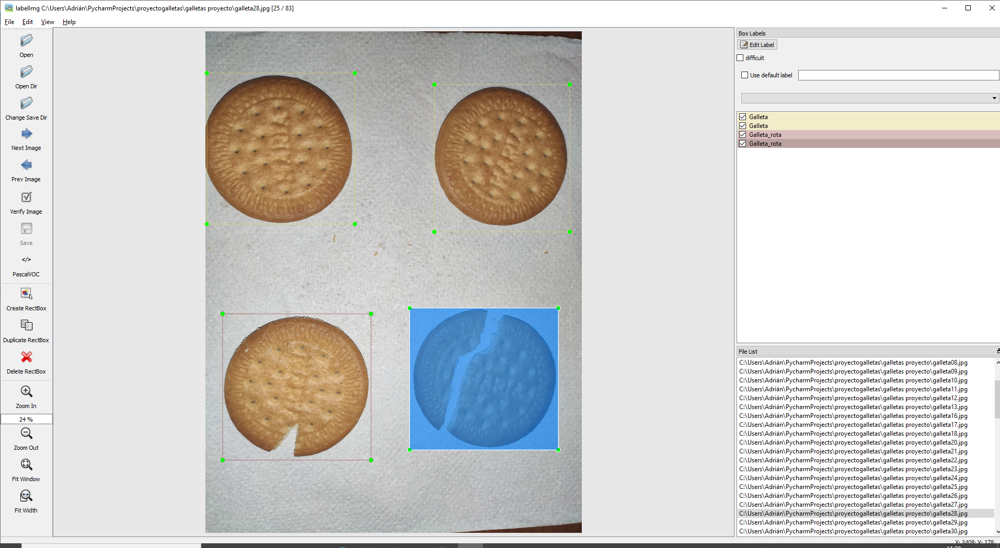 labelImg C:\Users\Adrián\PycharmProjects\proyectogalletas\galletas proyecto\galleta28.jpg [25 / 83]
File Edit View Help
Open
Open Dir
Change Save Dir
Next Image
Prev Image
Verify Image
Save
</>
PascalVOC
Create RectBox
Duplicate RectBox
Delete RectBox
Zoom In
24 %
Zoom Out
Fit Window
Fit Width
Box Labels
Edit Label
difficult
Use default label
Galleta
Galleta
Galleta_rota
Galleta_rota
File List
C:\Users\Adrián\PycharmProjects\proyectogalletas\galletas proyecto\galleta08.jpg
C:\Users\Adrián\PycharmProjects\proyectogalletas\galletas proyecto\galleta09.jpg
C:\Users\Adrián\PycharmProjects\proyectogalletas\galletas proyecto\galleta10.jpg
C:\Users\Adrián\PycharmProjects\proyectogalletas\galletas proyecto\galleta11.jpg
C:\Users\Adrián\PycharmProjects\proyectogalletas\galletas proyecto\galleta12.jpg
C:\Users\Adrián\PycharmProjects\proyectogalletas\galletas proyecto\galleta13.jpg
C:\Users\Adrián\PycharmProjects\proyectogalletas\galletas proyecto\galleta16.jpg
C:\Users\Adrián\PycharmProjects\proyectogalletas\galletas proyecto\galleta17.jpg
C:\Users\Adrián\PycharmProjects\proyectogalletas\galletas proyecto\galleta18.jpg
C:\Users\Adrián\PycharmProjects\proyectogalletas\galletas proyecto\galleta20.jpg
C:\Users\Adrián\PycharmProjects\proyectogalletas\galletas proyecto\galleta21.jpg
C:\Users\Adrián\PycharmProjects\proyectogalletas\galletas proyecto\galleta22.jpg
C:\Users\Adrián\PycharmProjects\proyectogalletas\galletas proyecto\galleta23.jpg
C:\Users\Adrián\PycharmProjects\proyectogalletas\galletas proyecto\galleta24.jpg
C:\Users\Adrián\PycharmProjects\proyectogalletas\galletas proyecto\galleta25.jpg
C:\Users\Adrián\PycharmProjects\proyectogalletas\galletas proyecto\galleta26.jpg
C:\Users\Adrián\PycharmProjects\proyectogalletas\galletas proyecto\galleta27.jpg
C:\Users\Adrián\PycharmProjects\proyectogalletas\galletas proyecto\galleta28.jpg
C:\Users\Adrián\PycharmProjects\proyectogalletas\galletas proyecto\galleta29.jpg
C:\Users\Adrián\PycharmProjects\proyectogalletas\galletas proyecto\galleta30.jpg
X: 3408; Y: 178